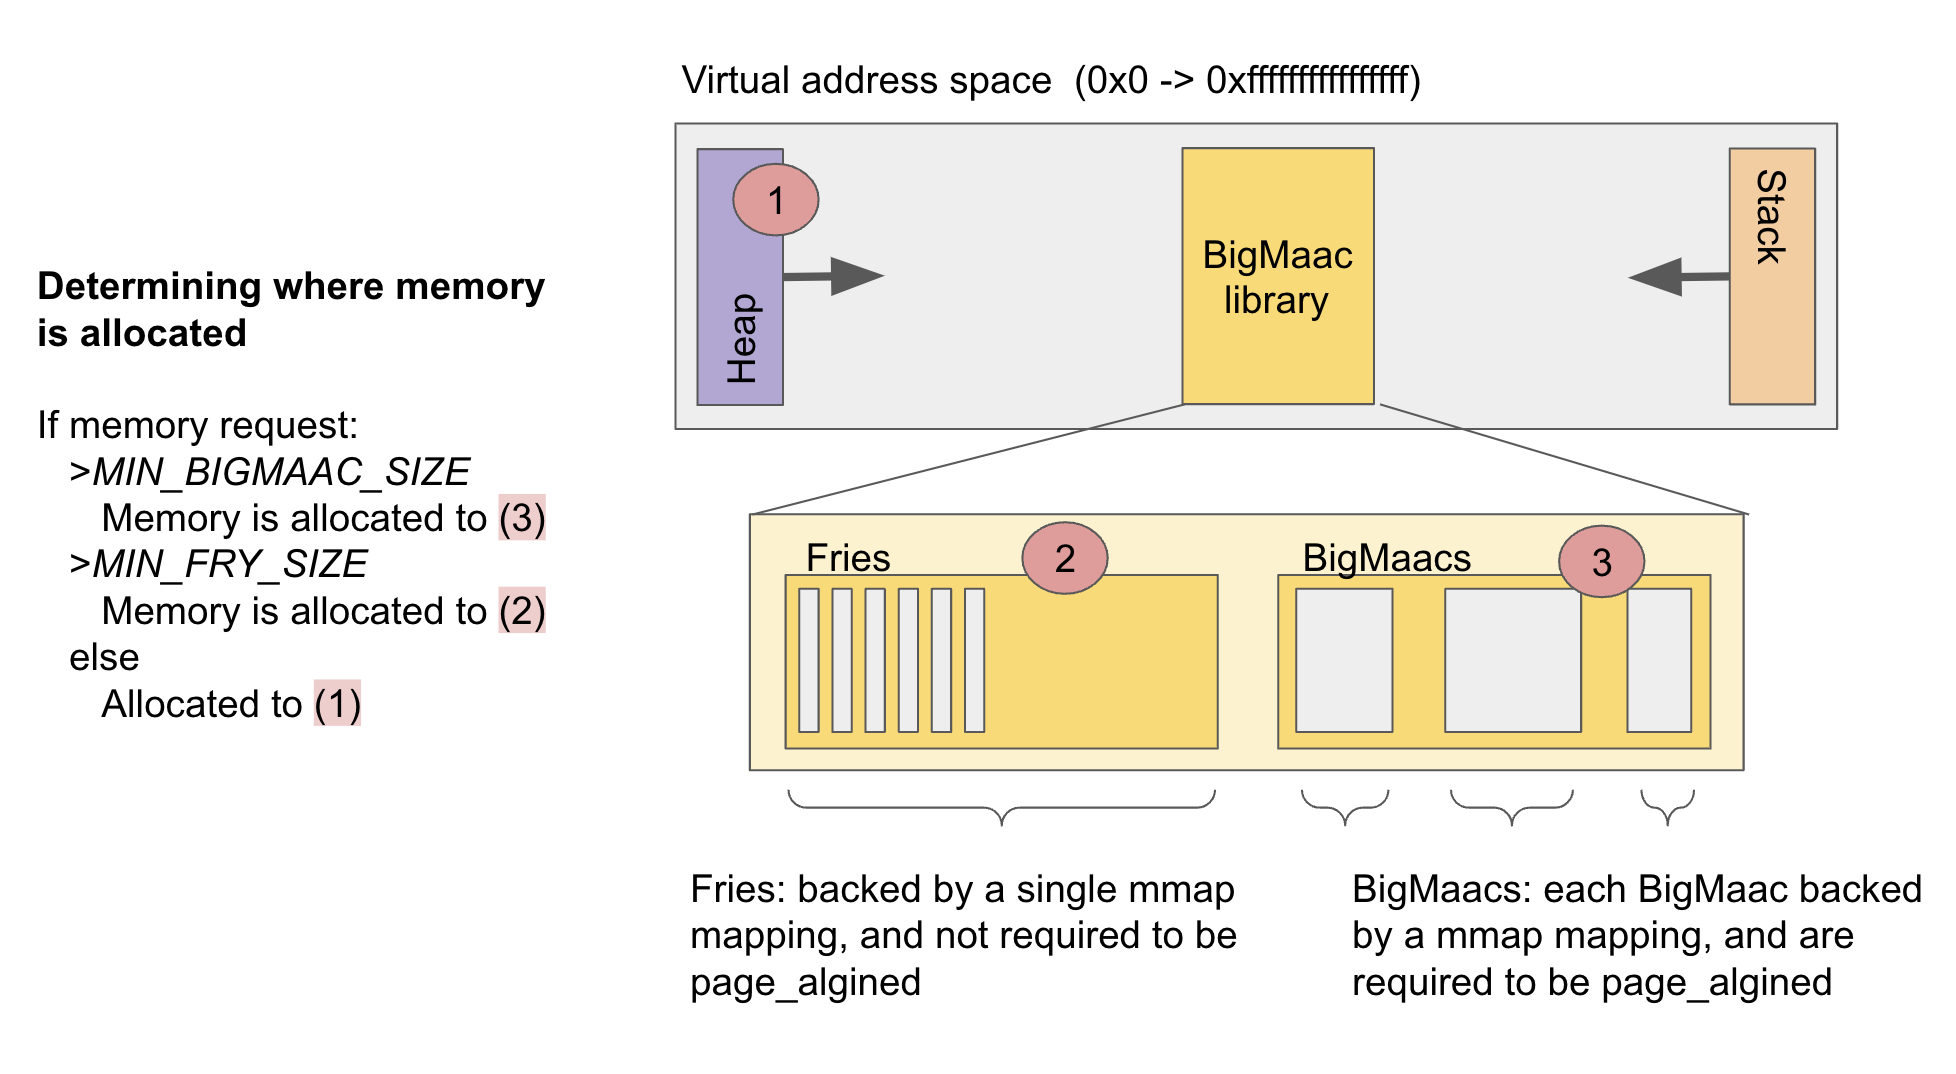 Virtual address space  (0x0 -> 0xffffffffffffffff)
1
Heap
BigMaac
library
Stack
Determining where memory
is allocated
If memory request:
>MIN_BIGMAAC_SIZE
Memory is allocated to (3)
>MIN_FRY_SIZE
Memory is allocated to (2)
else
Allocated to (1)
Fries
2
BigMaacs
3
Fries: backed by a single mmap
mapping, and not required to be
page_algined
BigMaacs: each BigMaac backed
by a mmap mapping, and are
required to be page_algined